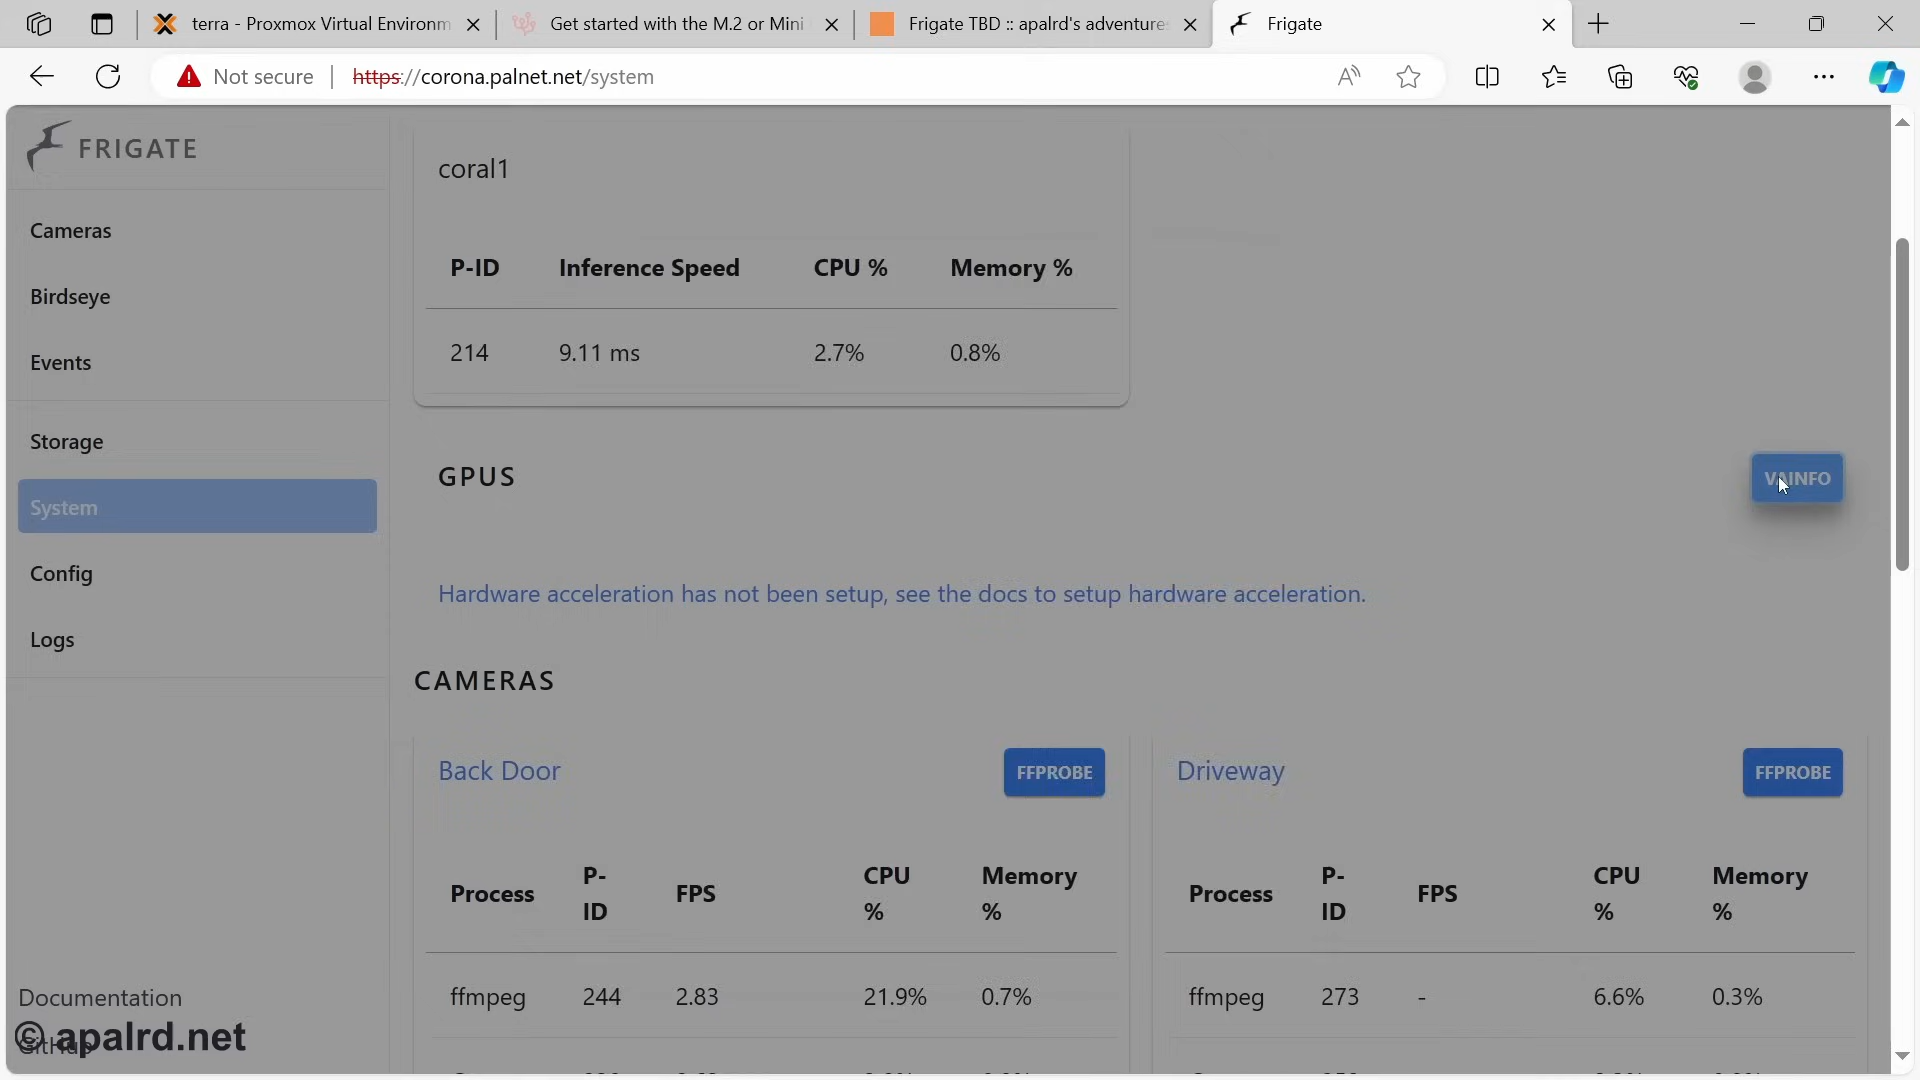 terra - Proxmox Virtual Environm
Get started with the M.2 or Mini
Frigate TBD :: apalrd's adventure
Frigate
Not secure
https://corona.palnet.net/system
FRIGATE
Cameras
Birdseye
Events
Storage
System
Config
Logs
Documentation
GitHub
© apalrd.net
coral1
P-ID Inference Speed CPU % Memory %
214 9.11 ms 2.7% 0.8%
GPUS
VAINFO
Hardware acceleration has not been setup, see the docs to setup hardware acceleration.
CAMERAS
Back Door
FFPROBE
Process P-ID FPS CPU % Memory %
ffmpeg 244 2.83 21.9% 0.7%
Driveway
FFPROBE
Process P-ID FPS CPU % Memory %
ffmpeg 273 - 6.6% 0.3%